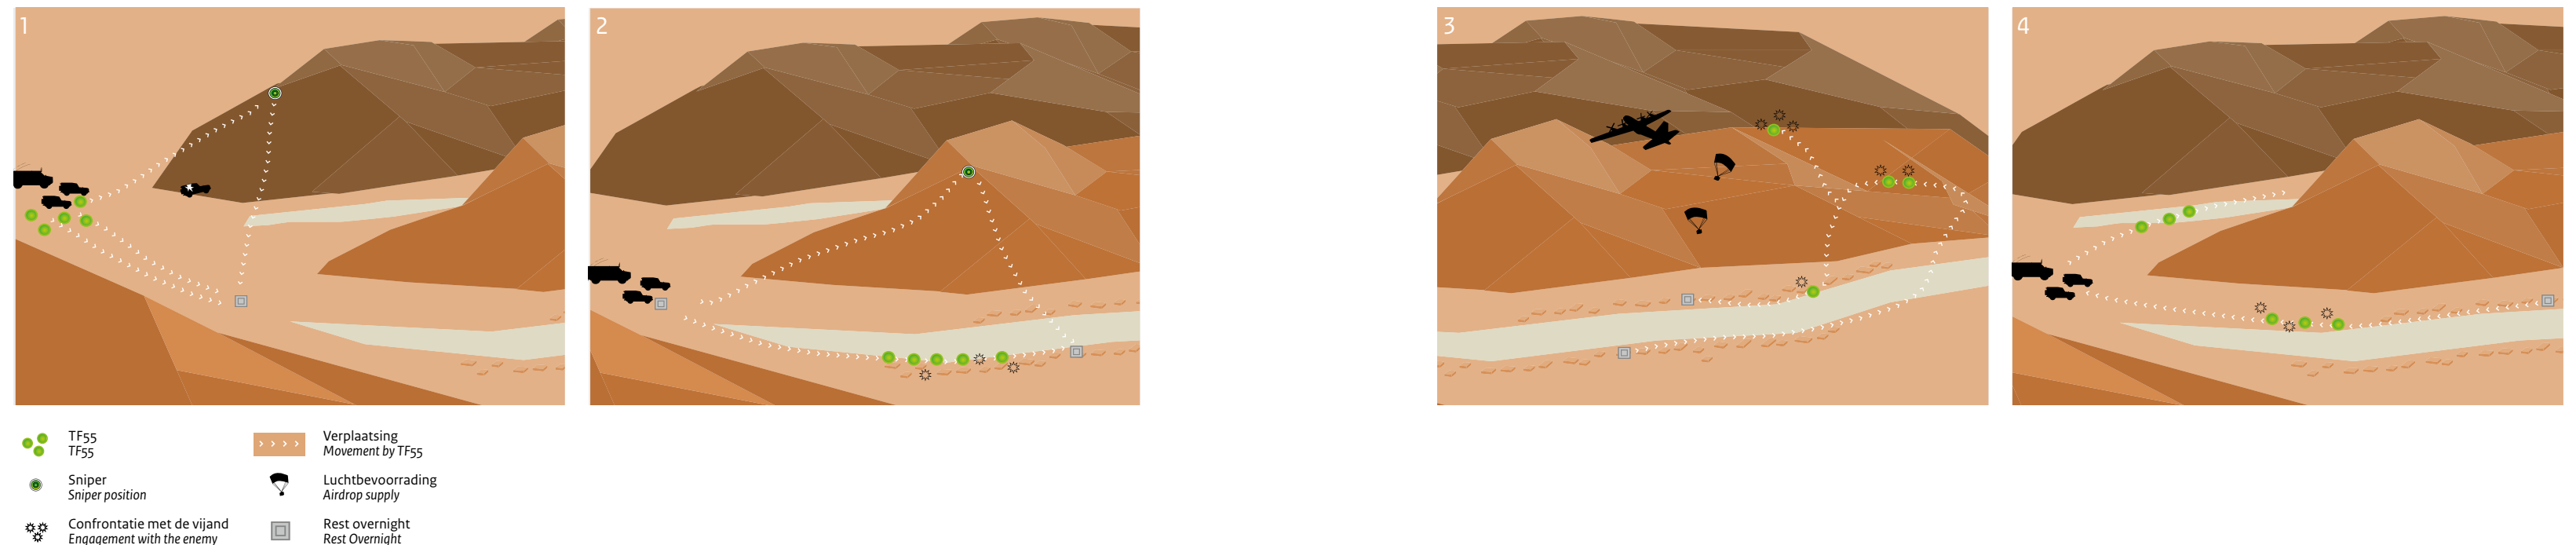 1
2
3
4
TF55
TF55
Sniper
Sniper position
Confrontatie met de vijand
Engagement with the enemy
Verplaatsing
Movement by TF55
Luchtbevoorrading
Airdrop supply
Rest overnight
Rest Overnight